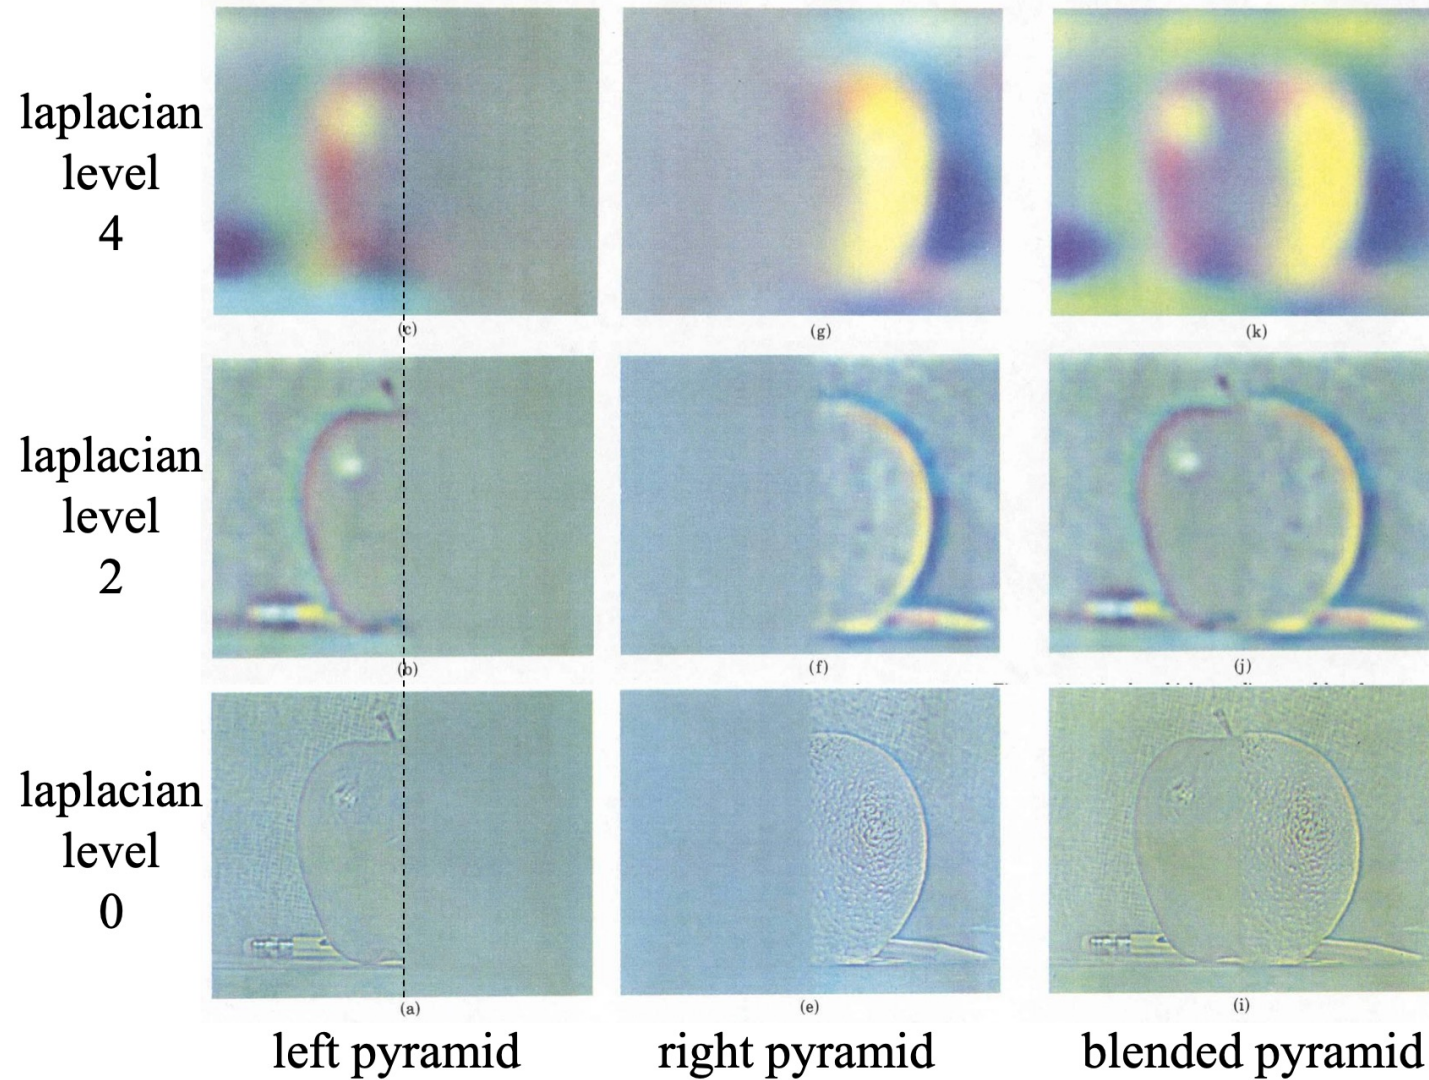 laplacian
level
4
(c)
(g)
(k)
laplacian
level
2
(b)
(f)
(j)
laplacian
level
0
(a)
(e)
(i)
left pyramid
right pyramid
blended pyramid